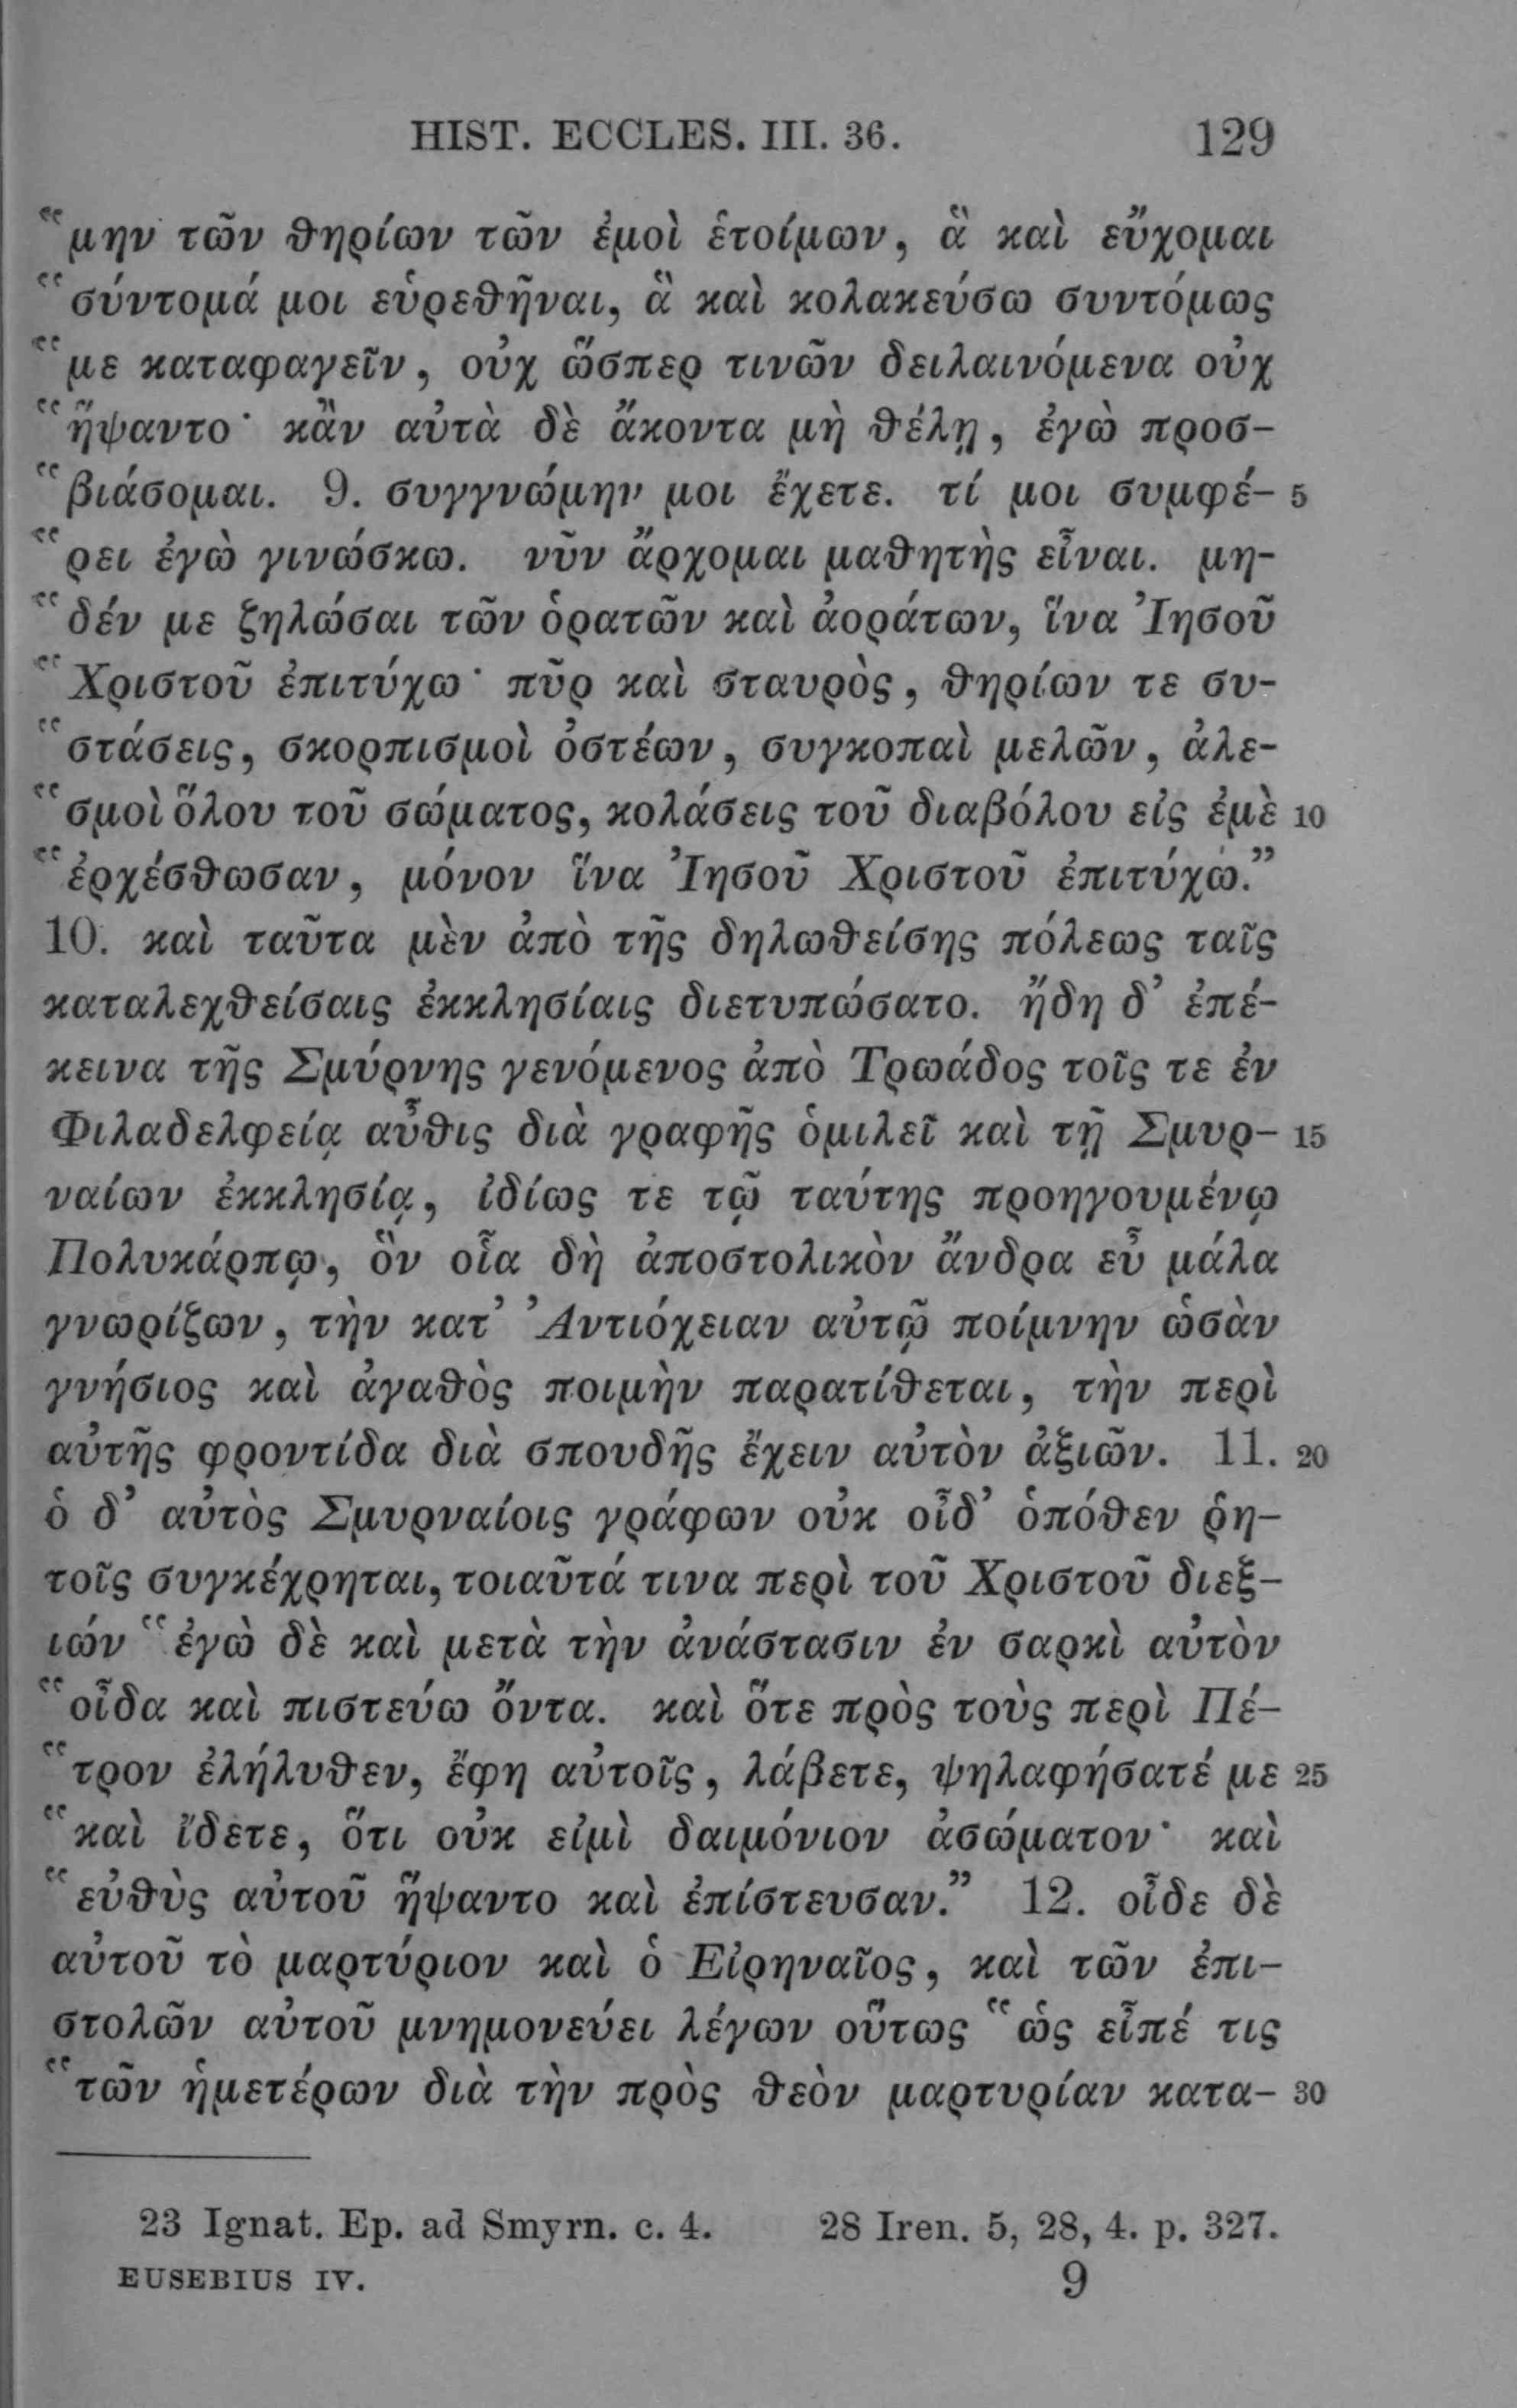 HIST. ECCLES. III. 36. 129
“μην τῶν θηρίων τῶν ἐμοὶ ἑτοίμων, ἃ καὶ εὔχομαι
“σύντομά μοι εὑρεθῆναι, ἃ καὶ κολακεύσω συντόμως
“με καταφαγεῖν, οὐχ ὥσπερ τινῶν δειλαινόμενα οὐχ
“ἥψαντο· κἂν αὐτὰ δὲ ἄκοντα μὴ θέλῃ, ἐγὼ προσ-
“βιάσομαι. 9. συγγνώμην μοι ἔχετε. τί μοι συμφέ- 5
“ρει ἐγὼ γινώσκω. νῦν ἄρχομαι μαθητὴς εἶναι. μη-
“δέν με ζηλώσαι τῶν ὁρατῶν καὶ ἀοράτων, ἵνα Ἰησοῦ
“Χριστοῦ ἐπιτύχω· πῦρ καὶ σταυρὸς, θηρίων τε συ-
“στάσεις, σκορπισμοὶ ὀστέων, συγκοπαὶ μελῶν, ἀλε-
“σμοὶ ὅλου τοῦ σώματος, κολάσεις τοῦ διαβόλου εἰς ἐμὲ 10
“ἐρχέσθωσαν, μόνον ἵνα Ἰησοῦ Χριστοῦ ἐπιτύχω.”
10. καὶ ταῦτα μὲν ἀπὸ τῆς δηλωθείσης πόλεως ταῖς
καταλεχθείσαις ἐκκλησίαις διετυπώσατο. ἤδη δ’ ἐπέ-
κεινα τῆς Σμύρνης γενόμενος ἀπὸ Τρωάδος τοῖς τε ἐν
Φιλαδελφείᾳ αὖθις διὰ γραφῆς ὁμιλεῖ καὶ τῇ Σμυρ- 15
ναίων ἐκκλησίᾳ, ἰδίως τε τῷ ταύτης προηγουμένῳ
Πολυκάρπῳ, ὃν οἷα δὴ ἀποστολικὸν ἄνδρα εὖ μάλα
γνωρίζων, τὴν κατ’ Ἀντιόχειαν αὐτῷ ποίμνην ὡσὰν
γνήσιος καὶ ἀγαθὸς ποιμὴν παρατίθεται, τὴν περὶ
αὐτῆς φροντίδα διὰ σπουδῆς ἔχειν αὐτὸν ἀξιῶν. 11. 20
ὁ δ’ αὐτὸς Σμυρναίοις γράφων οὐκ οἶδ’ ὁπόθεν ῥη-
τοῖς συγκέχρηται, τοιαῦτά τινα περὶ τοῦ Χριστοῦ διεξ-
ιών “ἐγὼ δὲ καὶ μετὰ τὴν ἀνάστασιν ἐν σαρκὶ αὐτὸν
“οἶδα καὶ πιστεύω ὄντα. καὶ ὅτε πρὸς τοὺς περὶ Πέ-
“τρον ἐλήλυθεν, ἔφη αὐτοῖς, λάβετε, ψηλαφήσατέ με 25
“καὶ ἴδετε, ὅτι οὐκ εἰμὶ δαιμόνιον ἀσώματον· καὶ
“εὐθὺς αὐτοῦ ἥψαντο καὶ ἐπίστευσαν.” 12. οἶδε δὲ
αὐτοῦ τὸ μαρτύριον καὶ ὁ Εἰρηναῖος, καὶ τῶν ἐπι-
στολῶν αὐτοῦ μνημονεύει λέγων οὕτως “ὡς εἶπέ τις
“τῶν ἡμετέρων διὰ τὴν πρὸς θεὸν μαρτυρίαν κατα- 30
23 Ignat. Ep. ad Smyrn. c. 4. 28 Iren. 5, 28, 4. p. 327.
EUSEBIUS IV. 9